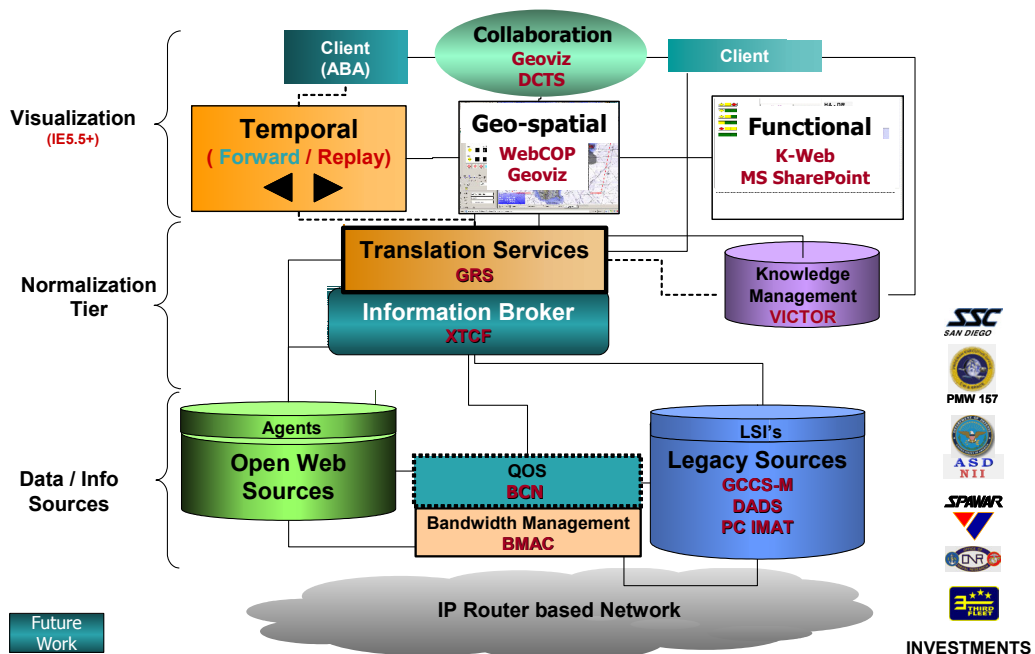 Client
(ABA)
Collaboration
Geoviz
DCTS
Client
Visualization
(IE5.5+)
Temporal
( Forward / Replay)
Geo-spatial
WebCOP
Geoviz
Functional
K-Web
MS SharePoint
Normalization
Tier
Translation Services
GRS
Information Broker
XTCF
Knowledge
Management
VICTOR
Data / Info
Sources
Agents
Open Web
Sources
QOS
BCN
Bandwidth Management
BMAC
LSI's
Legacy Sources
GCCS-M
DADS
PC IMAT
IP Router based Network
Future
Work
SSC
SAN DIEGO
PMW 157
ASD
NII
SPAWAR
ONR
THIRD
FLEET
INVESTMENTS